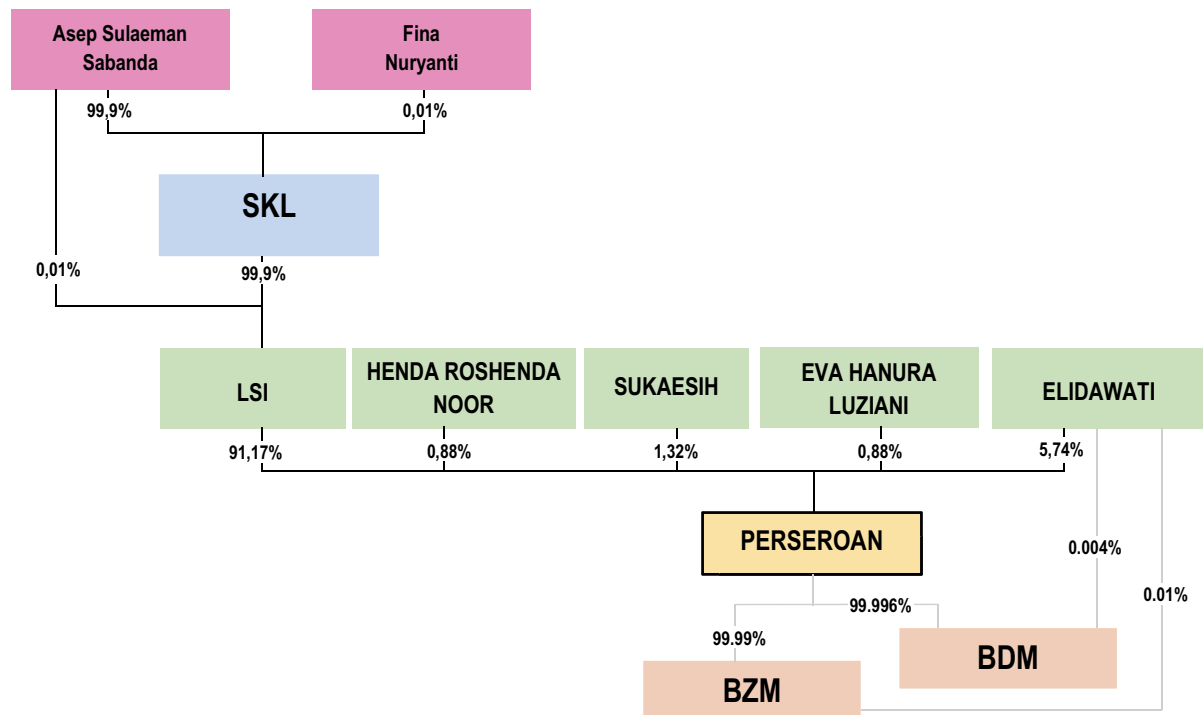 Asep Sulaeman
Sabanda
Fina
Nuryanti
99,9%
0,01%
SKL
0,01%
99,9%
LSI
HENDA ROSHENDA
NOOR
SUKAESIH
EVA HANURA
LUZIANI
ELIDAWATI
91,17%
0,88%
1,32%
0,88%
5,74%
PERSEROAN
0.004%
0.01%
99.996%
99.99%
BDM
BZM